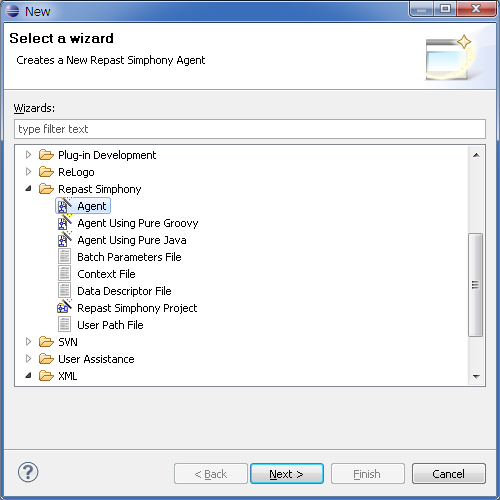 New
Select a wizard
Creates a New Repast Simphony Agent
Wizards:
type filter text
Plug-in Development
ReLogo
Repast Simphony
Agent
Agent Using Pure Groovy
Agent Using Pure Java
Batch Parameters File
Context File
Data Descriptor File
Repast Simphony Project
User Path File
SVN
User Assistance
XML
?
< Back
Next >
Finish
Cancel